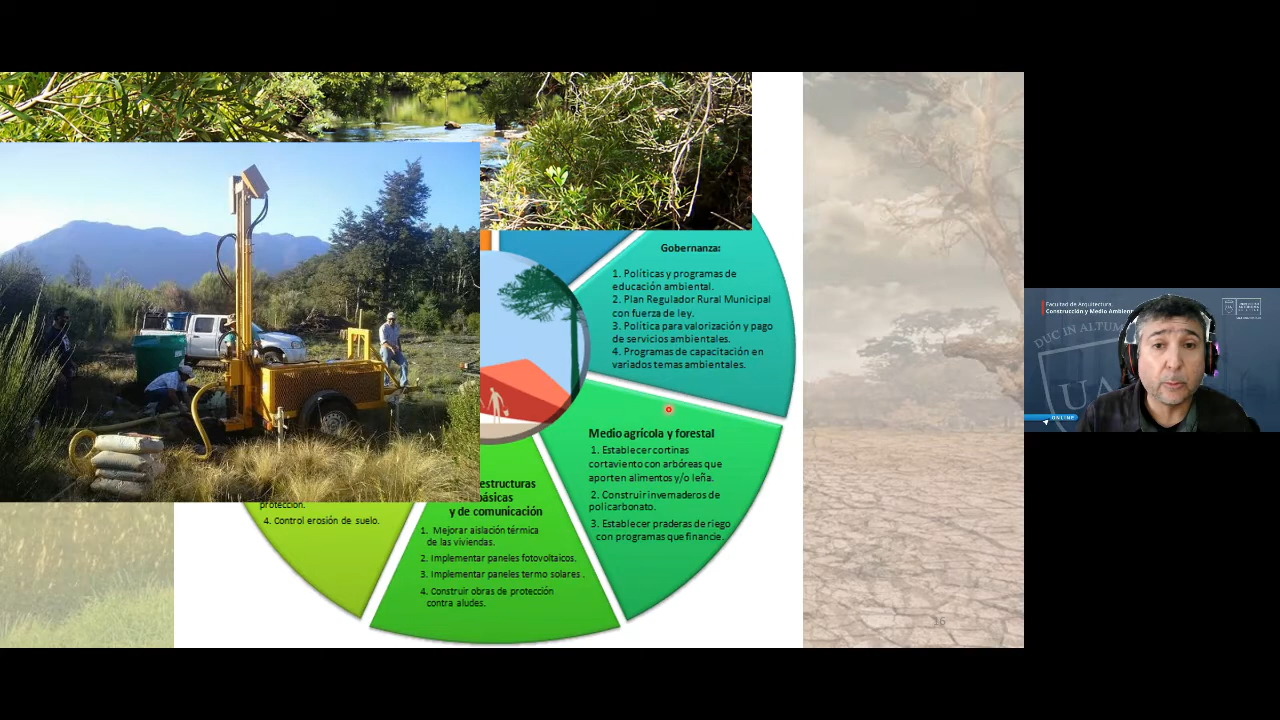 Gobernanza:
1. Políticas y programas de
educación ambiental.
2. Plan Regulador Rural Municipal
con fuerza de ley.
3. Política para valorización y pago
de servicios ambientales.
4. Programas de capacitación en
variados temas ambientales.
Medio agrícola y forestal
1. Establecer cortinas
cortaviento con arbóreas que
aporten alimentos y/o leña.
2. Construir invernaderos de
policarbonato.
3. Establecer praderas de riego
con programas que financie.
estructuras
básicas
y de comunicación
1. Mejorar aislación térmica
de las viviendas.
2. Implementar paneles fotovoltaicos.
3. Implementar paneles termo solares .
4. Construir obras de protección
contra aludes.
protección.
4. Control erosión de suelo.
16
Facultad de Arquitectura,
Construcción y Medio Ambien
DUC IN ALTUM
UA
ONLINE